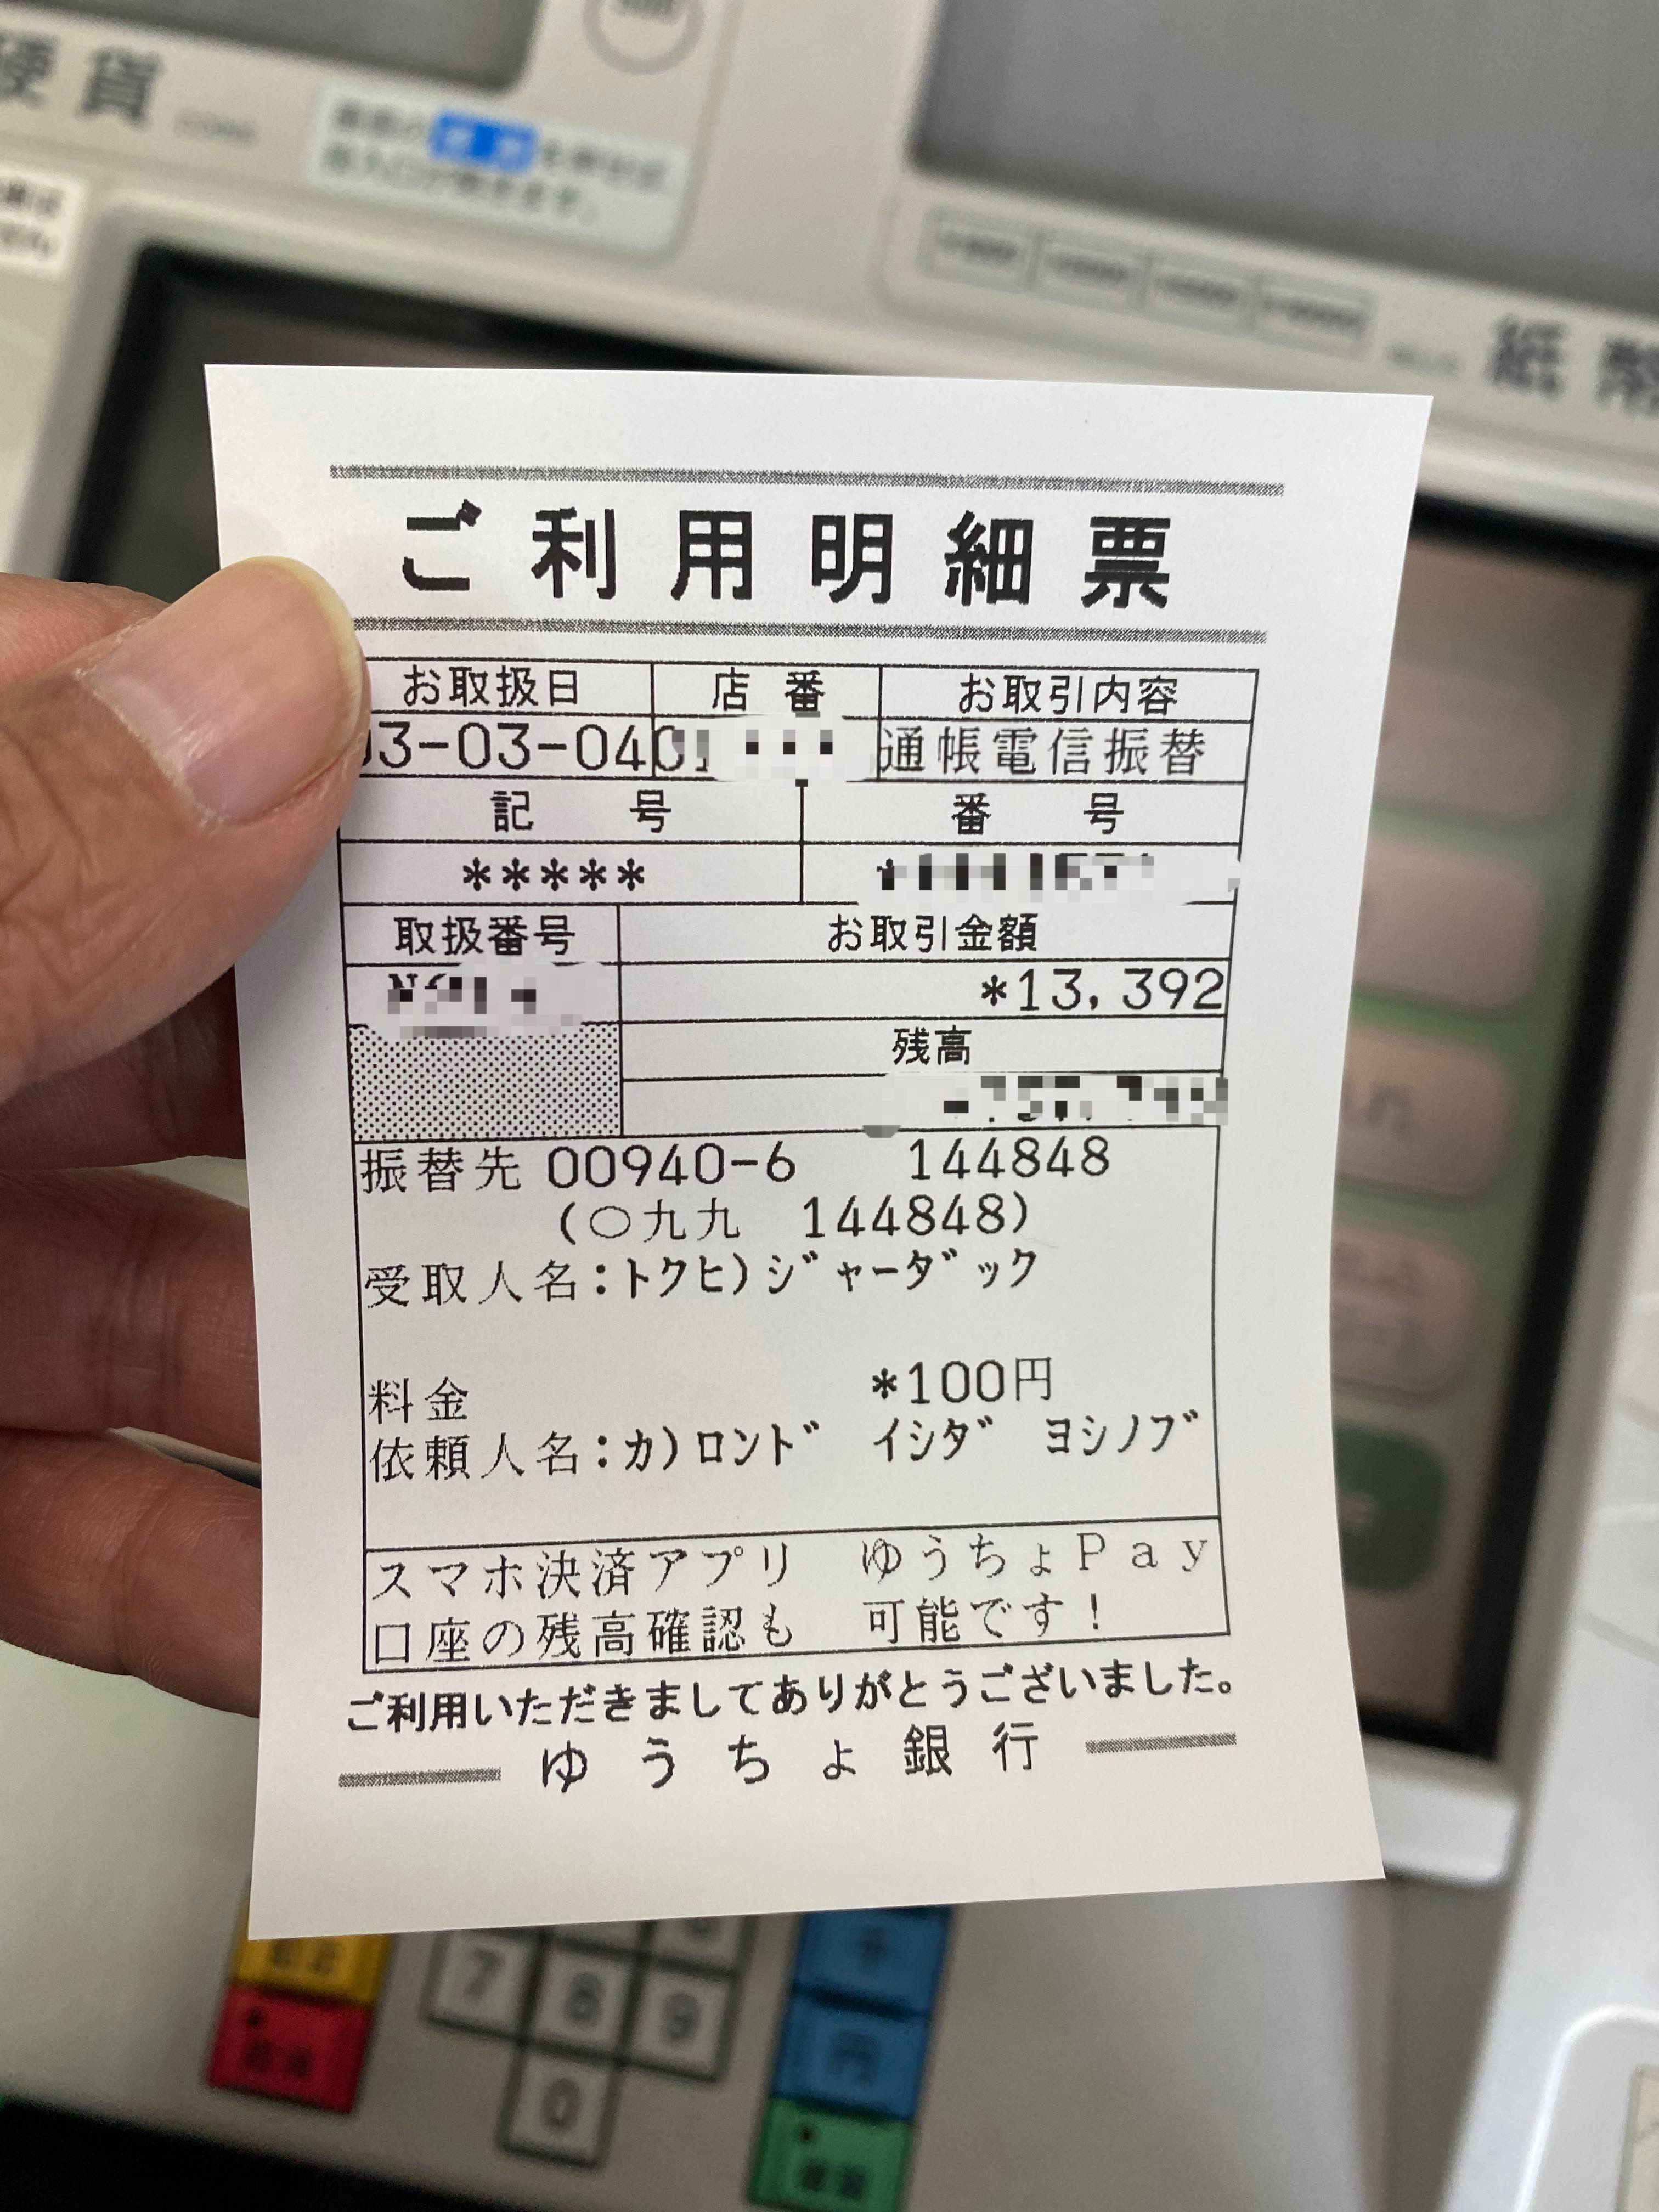 硬貨
紙幣
ご利用明細票
お取扱日 店番 お取引内容
03-03-04 通帳電信振替
記号 番号
*****
取扱番号 お取引金額
*13,392
残高
振替先 00940-6 144848
(〇九九 144848)
受取人名:トクヒ)ジャーダック
料金 *100円
依頼人名:カ)ロンド イシダ ヨシノブ
スマホ決済アプリ ゆうちょPay
口座の残高確認も 可能です!
ご利用いただきましてありがとうございました。
ゆうちょ銀行
7 8 9 千
円
0